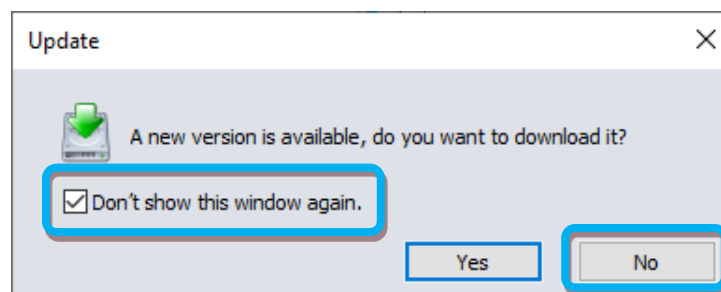 Update
A new version is available, do you want to download it?
Don't show this window again.
Yes No